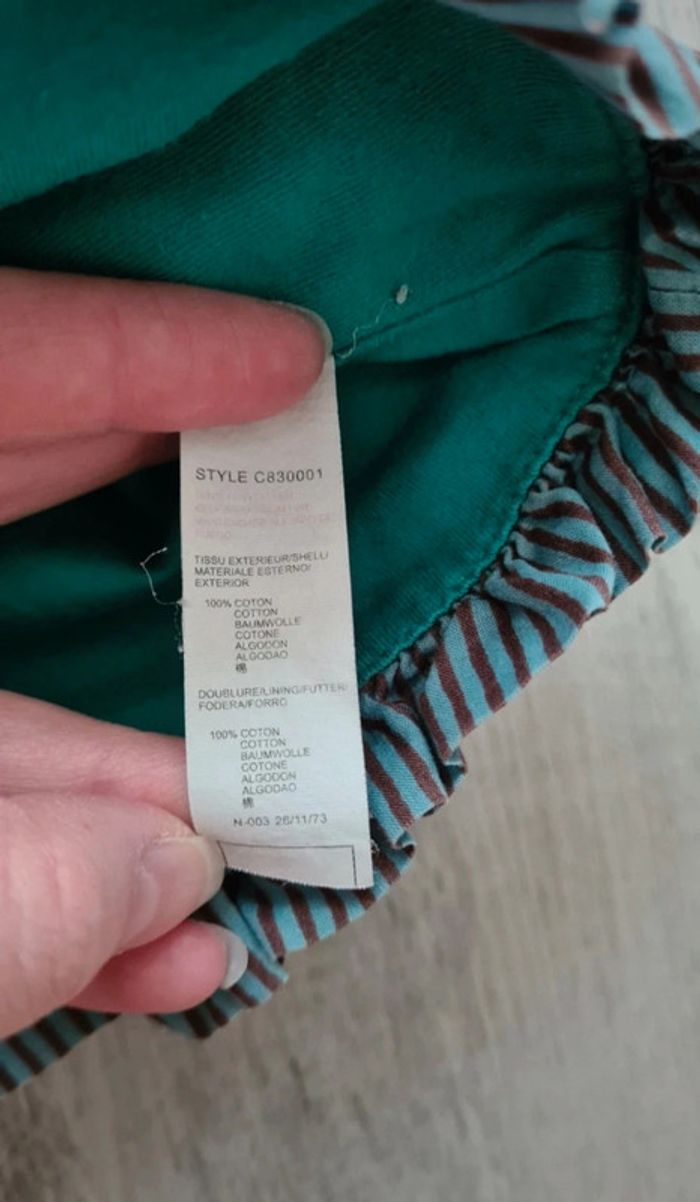 STYLE C830001
TISSU EXTERIEUR/SHELL/
MATERIALE ESTERNO/
EXTERIOR
100% COTON
COTTON
BAUMWOLLE
COTONE
ALGODON
ALGODAO
棉
DOUBLURE/LINING/FUTTER/
FODERA/FORRO
100% COTON
COTTON
BAUMWOLLE
COTONE
ALGODON
ALGODAO
棉
N-003 26/11/73